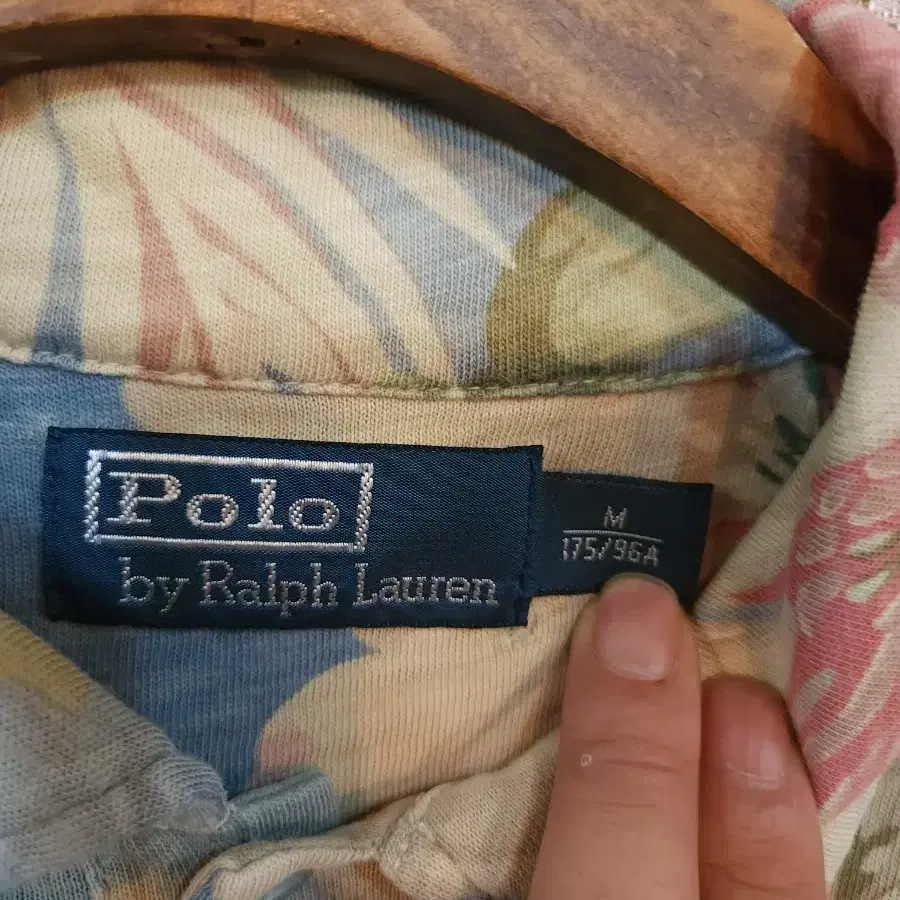 Polo
by Ralph Lauren
M
175/96A